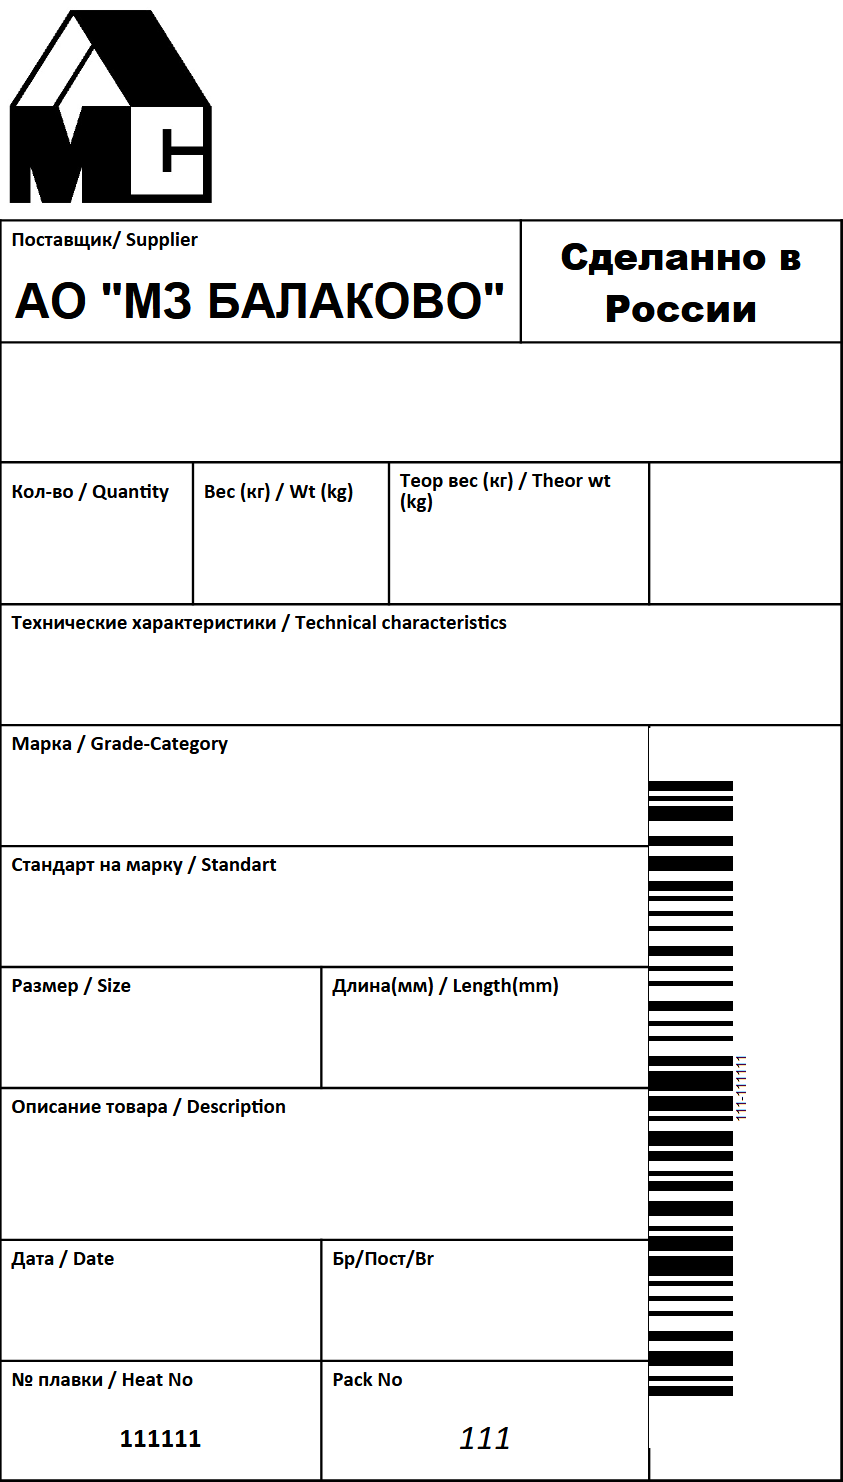 МС
Поставщик/ Supplier
АО "МЗ БАЛАКОВО"
Сделанно в
России
Кол-во / Quantity
Вес (кг) / Wt (kg)
Теор вес (кг) / Theor wt
(kg)
Технические характеристики / Technical characteristics
Марка / Grade-Category
Стандарт на марку / Standart
Размер / Size
Длина(мм) / Length(mm)
111-111111
Описание товара / Description
Дата / Date
Бр/Пост/Br
№ плавки / Heat No
111111
Pack No
111